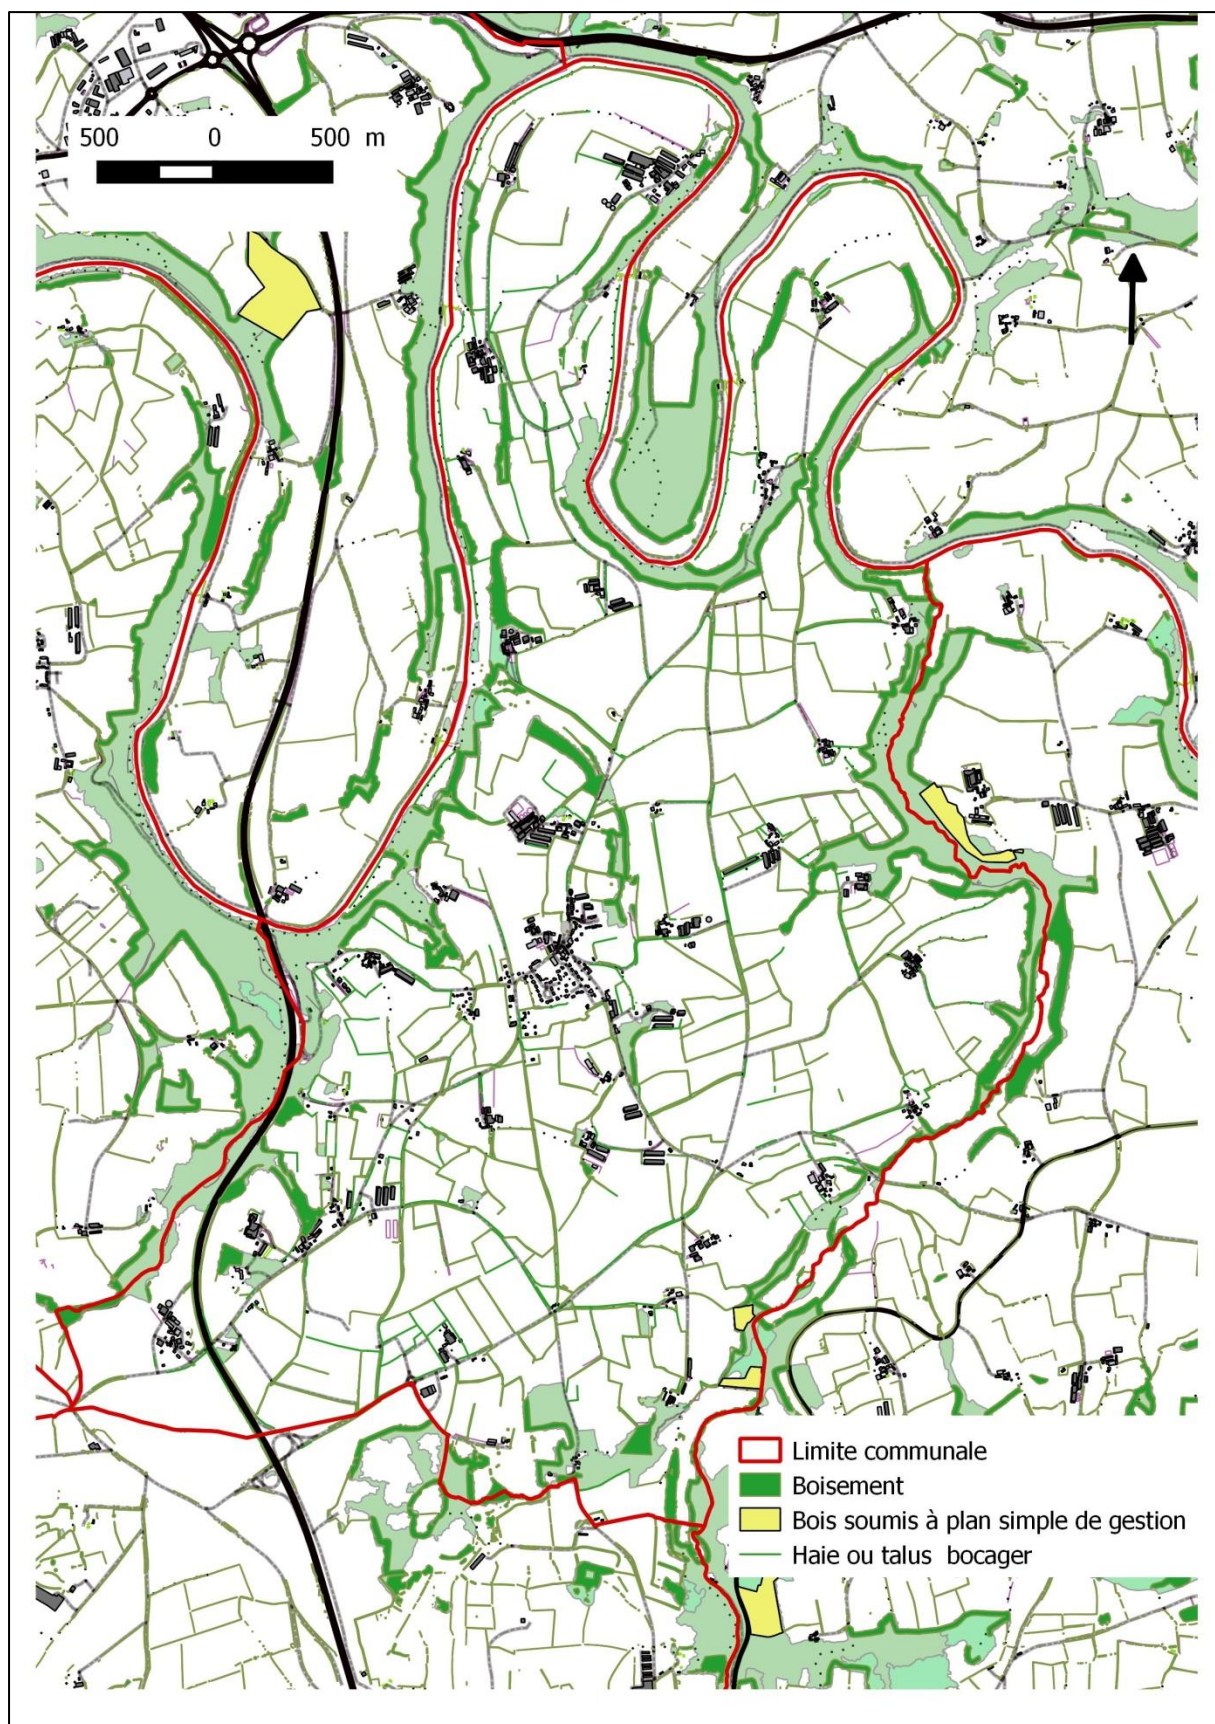 500 0 500 m
Limite communale
Boisement
Bois soumis à plan simple de gestion
Haie ou talus bocager